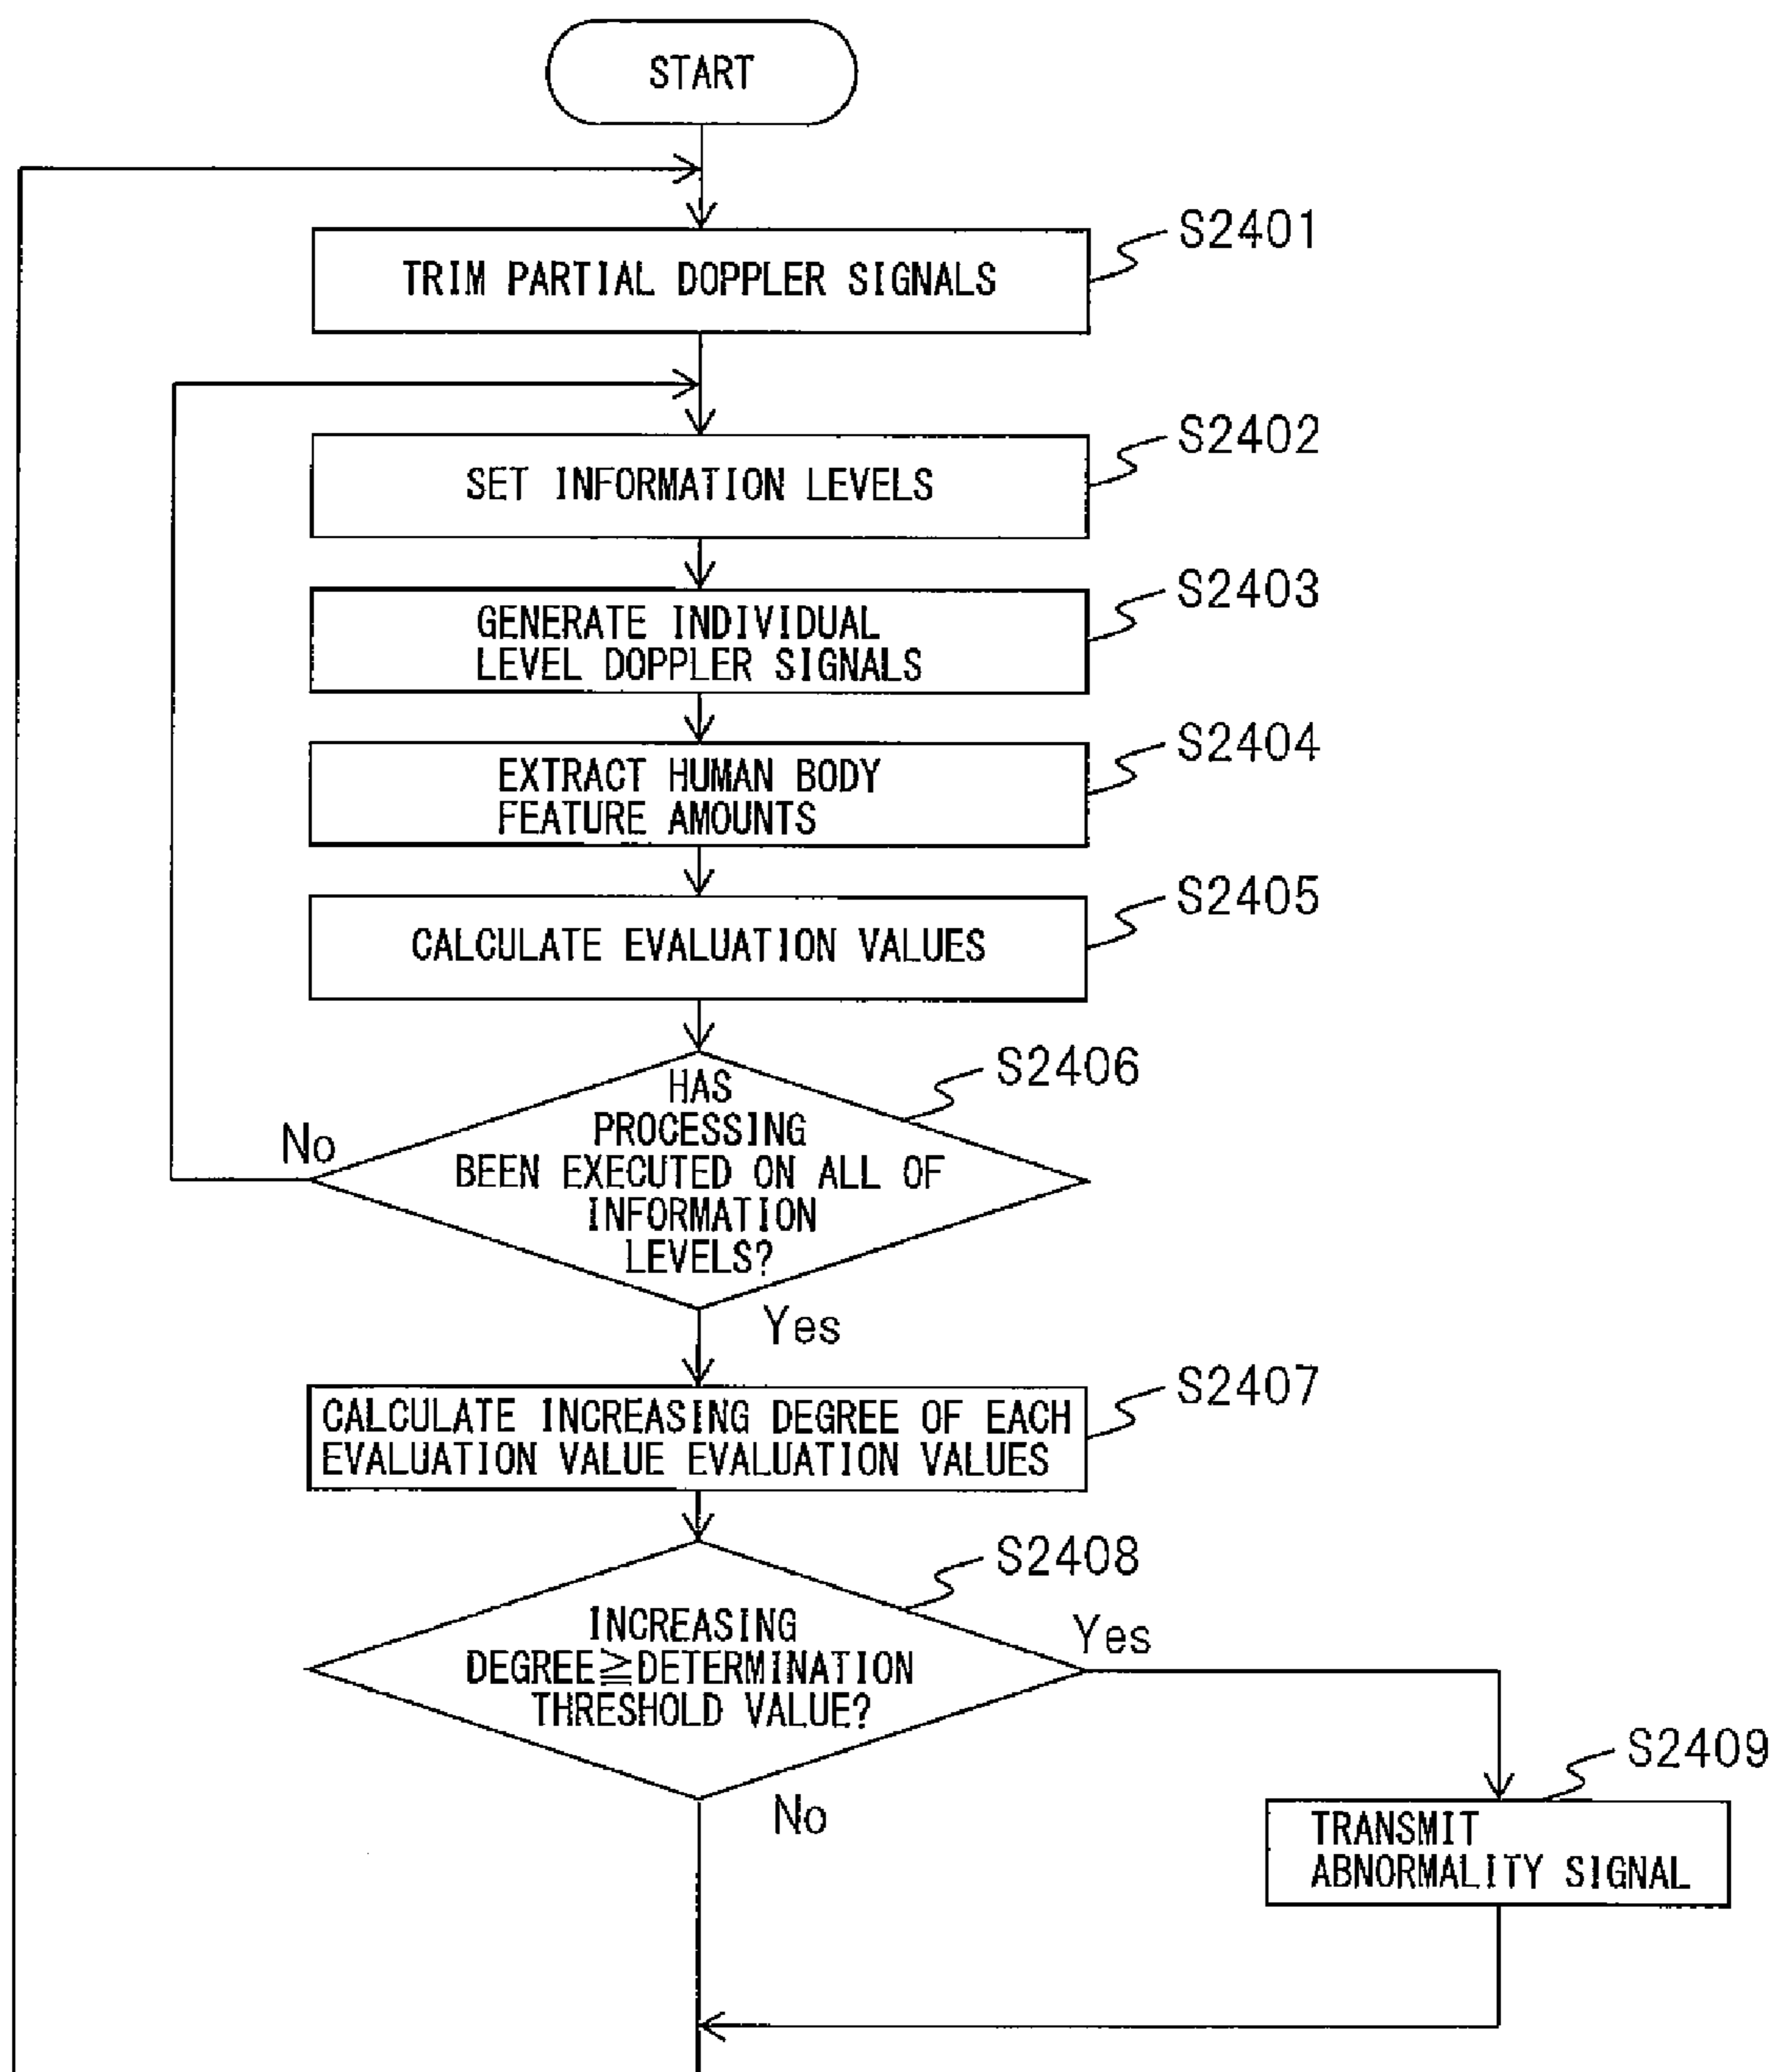 START
S2401
TRIM PARTIAL DOPPLER SIGNALS
S2402
SET INFORMATION LEVELS
S2403
GENERATE INDIVIDUAL
LEVEL DOPPLER SIGNALS
S2404
EXTRACT HUMAN BODY
FEATURE AMOUNTS
S2405
CALCULATE EVALUATION VALUES
S2406
HAS
PROCESSING
BEEN EXECUTED ON ALL OF
INFORMATION
LEVELS?
No
Yes
S2407
CALCULATE INCREASING DEGREE OF EACH
EVALUATION VALUE EVALUATION VALUES
S2408
INCREASING
DEGREE≧DETERMINATION
THRESHOLD VALUE?
Yes
No
S2409
TRANSMIT
ABNORMALITY SIGNAL